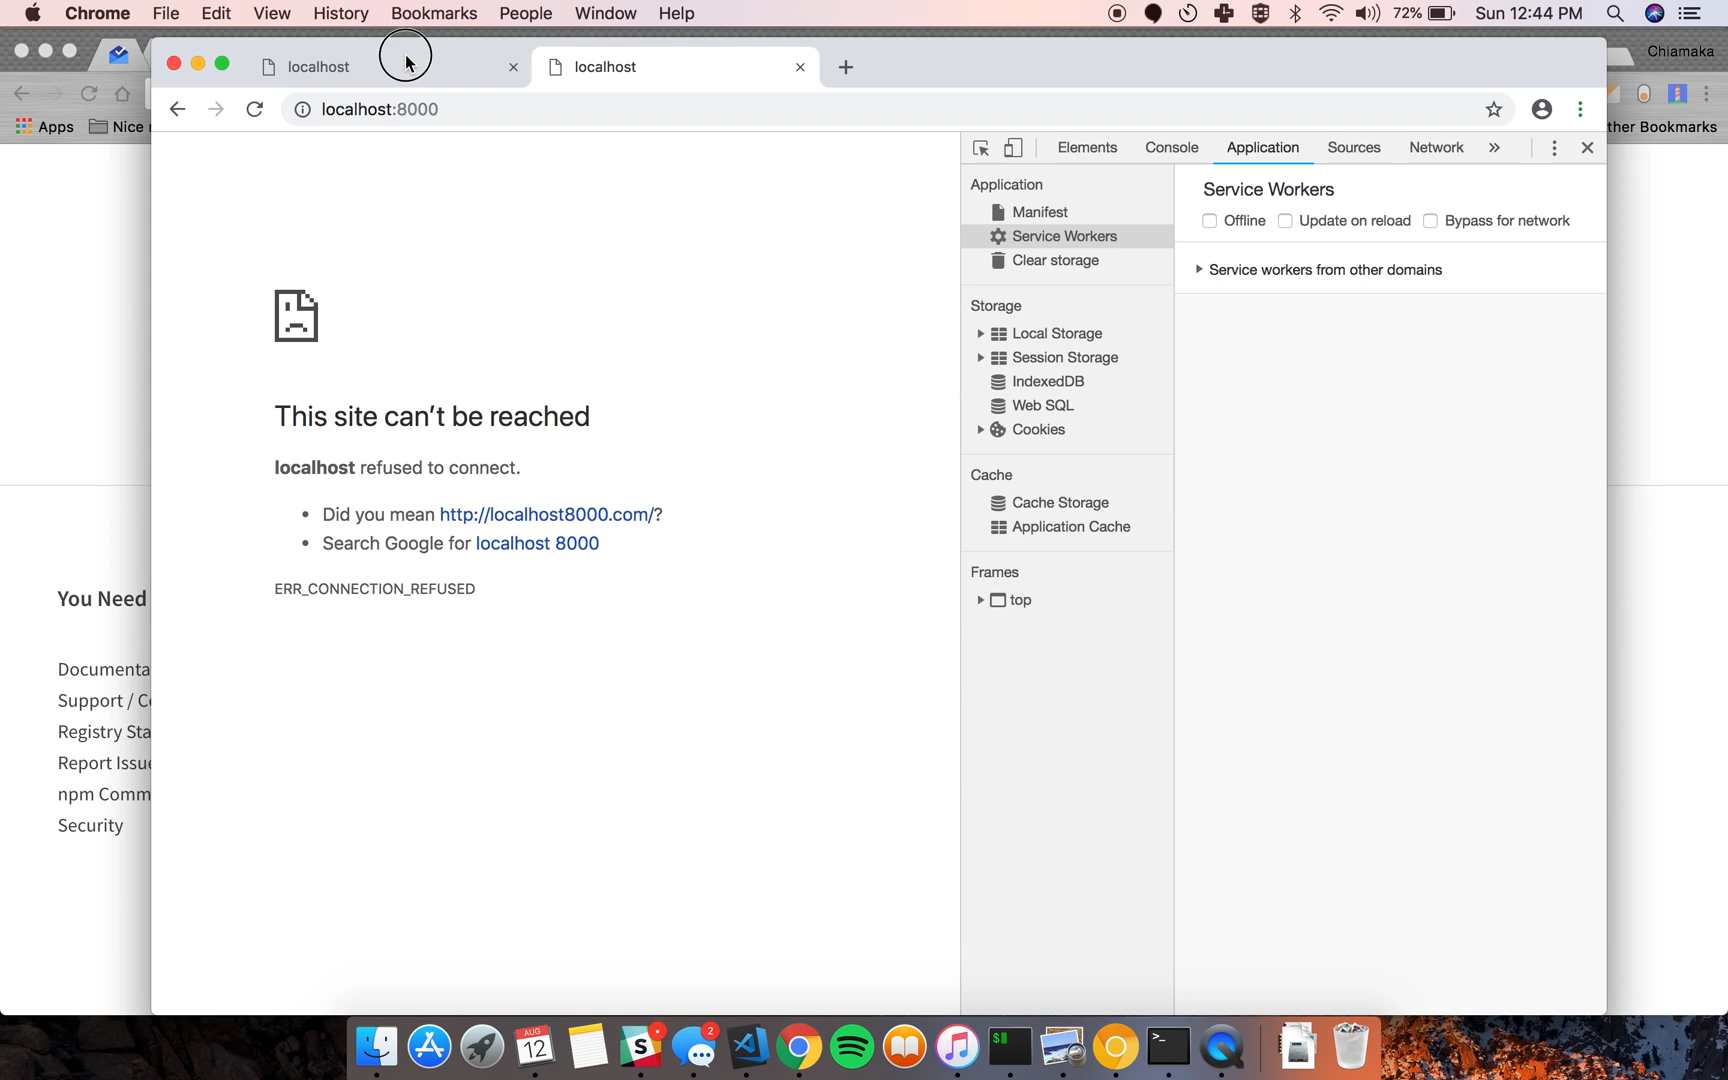 Chrome File Edit View History Bookmarks People Window Help 72% Sun 12:44 PM
localhost localhost Chiamaka
localhost:8000
Apps Nice ther Bookmarks
Elements Console Application Sources Network
Application
Manifest
Service Workers
Clear storage
Storage
Local Storage
Session Storage
IndexedDB
Web SQL
Cookies
Cache
Cache Storage
Application Cache
Frames
top
Service Workers
Offline Update on reload Bypass for network
Service workers from other domains
This site can’t be reached
localhost refused to connect.
Did you mean http://localhost8000.com/?
Search Google for localhost 8000
ERR_CONNECTION_REFUSED
You Need
Documenta
Support / C
Registry Sta
Report Issue
npm Comm
Security
AUG
12
S
2
$
>_